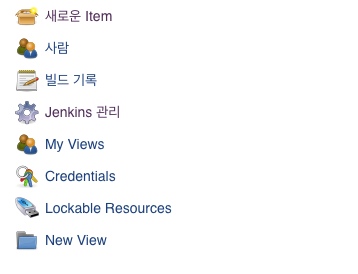 새로운 Item
사람
빌드 기록
Jenkins 관리
My Views
Credentials
Lockable Resources
New View